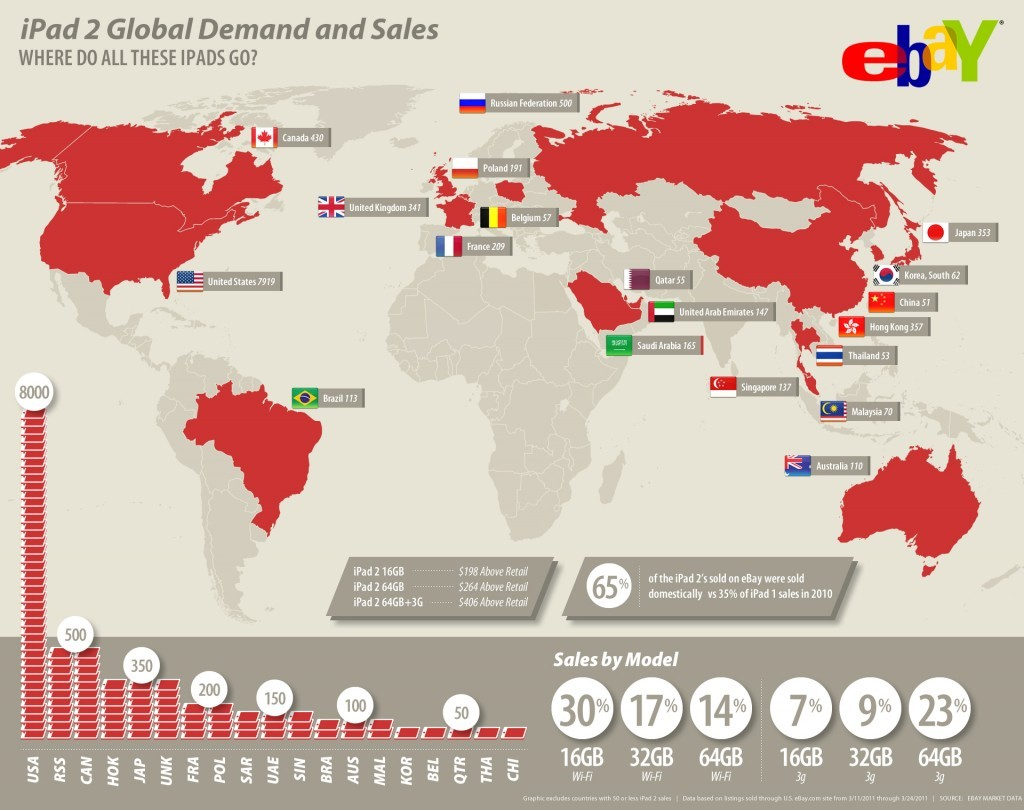 iPad 2 Global Demand and Sales
WHERE DO ALL THESE IPADS GO?
ebaY®
Russian Federation 500
Canada 430
Poland 191
United Kingdom 341
Belgium 57
Japan 353
France 209
Korea, South 62
United States 7919
Qatar 55
China 51
United Arab Emirates 147
Hong Kong 357
Saudi Arabia 165
Thailand 53
Singapore 137
Brazil 113
Malaysia 70
Australia 110
iPad 2 16GB $198 Above Retail
iPad 2 64GB $264 Above Retail
iPad 2 64GB+3G $406 Above Retail
65% of the iPad 2's sold on eBay were sold
domestically vs 35% of iPad 1 sales in 2010
8000
500
350
200
150
100
50
USA RSS CAN HOK JAP UNK FRA POL SAR UAE SIN BRA AUS MAL KOR BEL QTR THA CHI
Sales by Model
30% 17% 14% 7% 9% 23%
16GB 32GB 64GB 16GB 32GB 64GB
Wi-Fi Wi-Fi Wi-Fi 3g 3g 3g
Graphic excludes countries with 50 or less iPad 2 sales | Data based on listings sold through U.S. eBay.com site from 3/11/2011 through 3/24/2011 | SOURCE: EBAY MARKET DATA